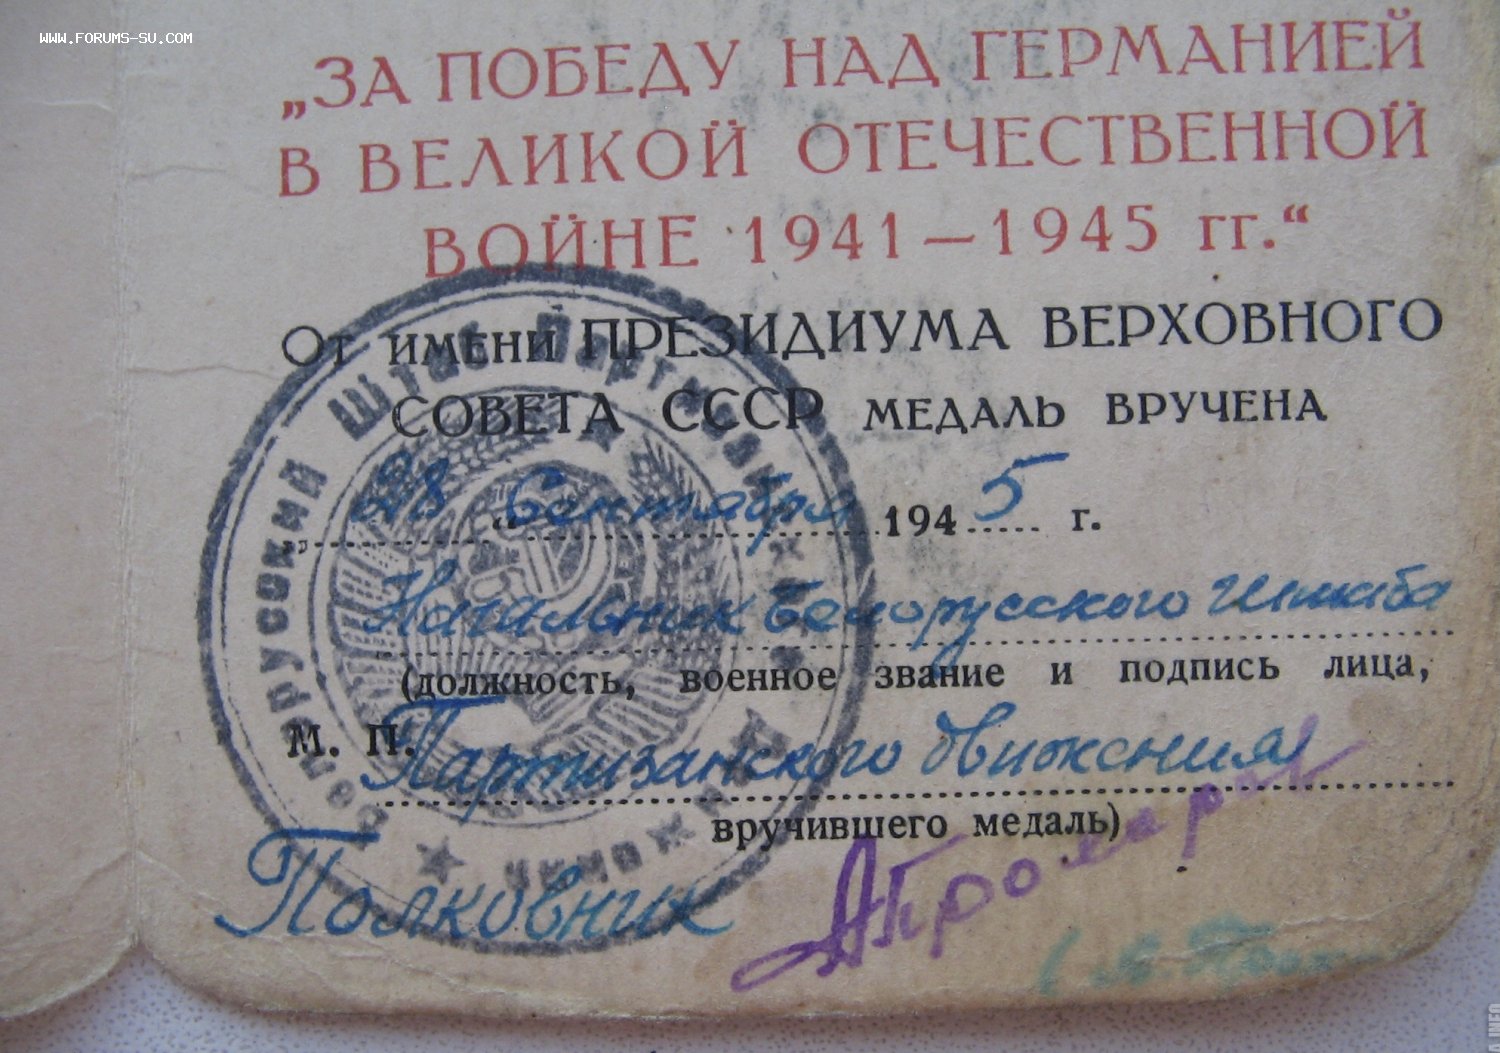 WWW.FORUMS-SU.COM
„ЗА ПОБЕДУ НАД ГЕРМАНИЕЙ
В ВЕЛИКОЙ ОТЕЧЕСТВЕННОЙ
ВОЙНЕ 1941—1945 гг.“
От имени ПРЕЗИДИУМА ВЕРХОВНОГО
СОВЕТА СССР МЕДАЛЬ ВРУЧЕНА
„28“ Сентября 1945 г.
Начальник Белорусского Штаба
(должность, военное звание и подпись лица,
М. П. Партизанского движения
вручившего медаль)
Полковник
Белорусский Штаб